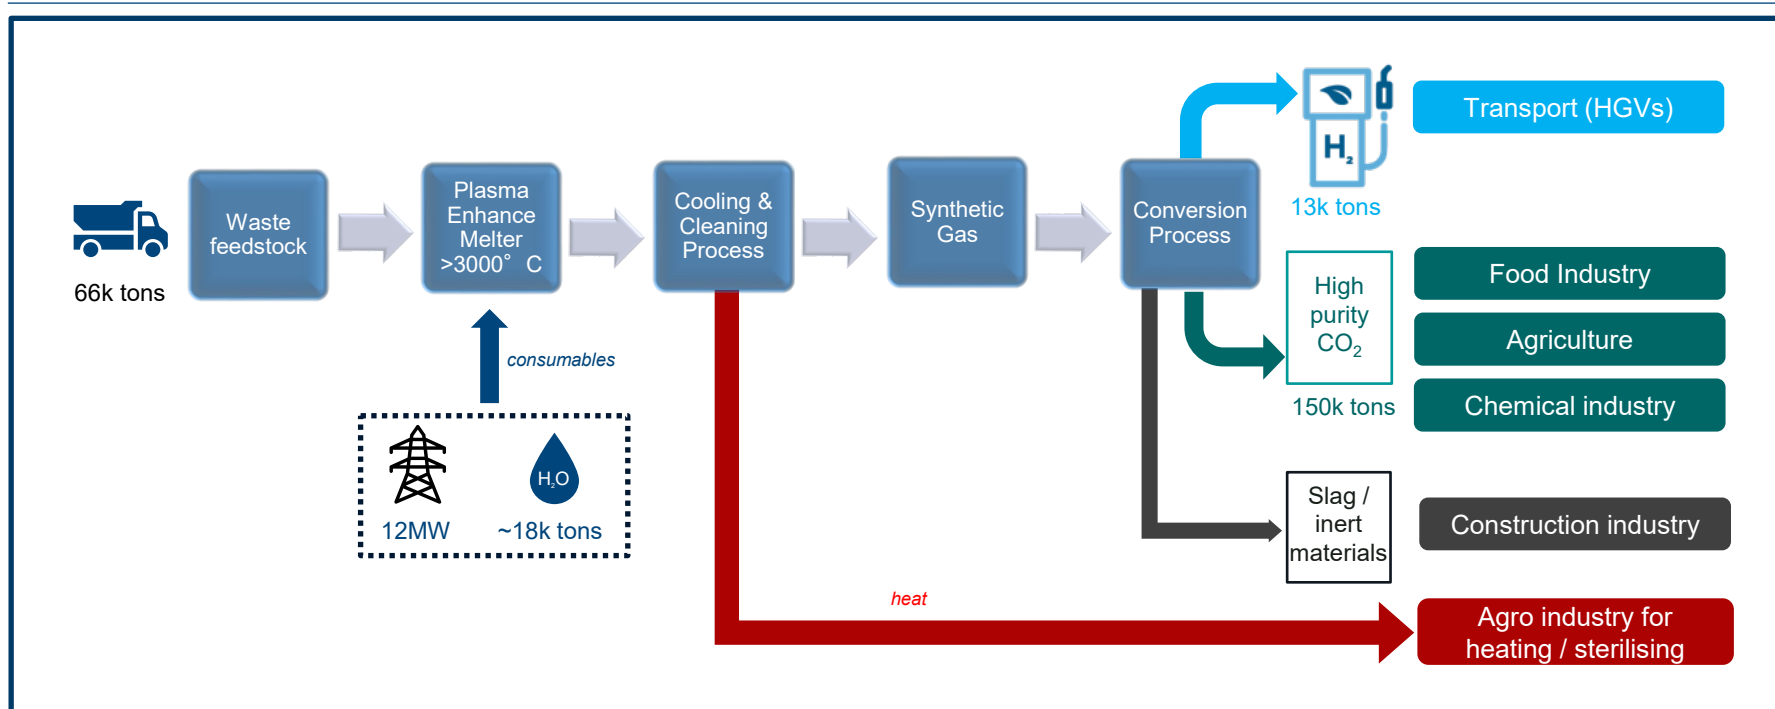 66k tons
Waste
feedstock
Plasma
Enhance
Melter
>3000° C
consumables
12MW
H₂O
~18k tons
Cooling &
Cleaning
Process
Synthetic
Gas
Conversion
Process
H₂
13k tons
Transport (HGVs)
High
purity
CO₂
150k tons
Food Industry
Agriculture
Chemical industry
Slag /
inert
materials
Construction industry
heat
Agro industry for
heating / sterilising